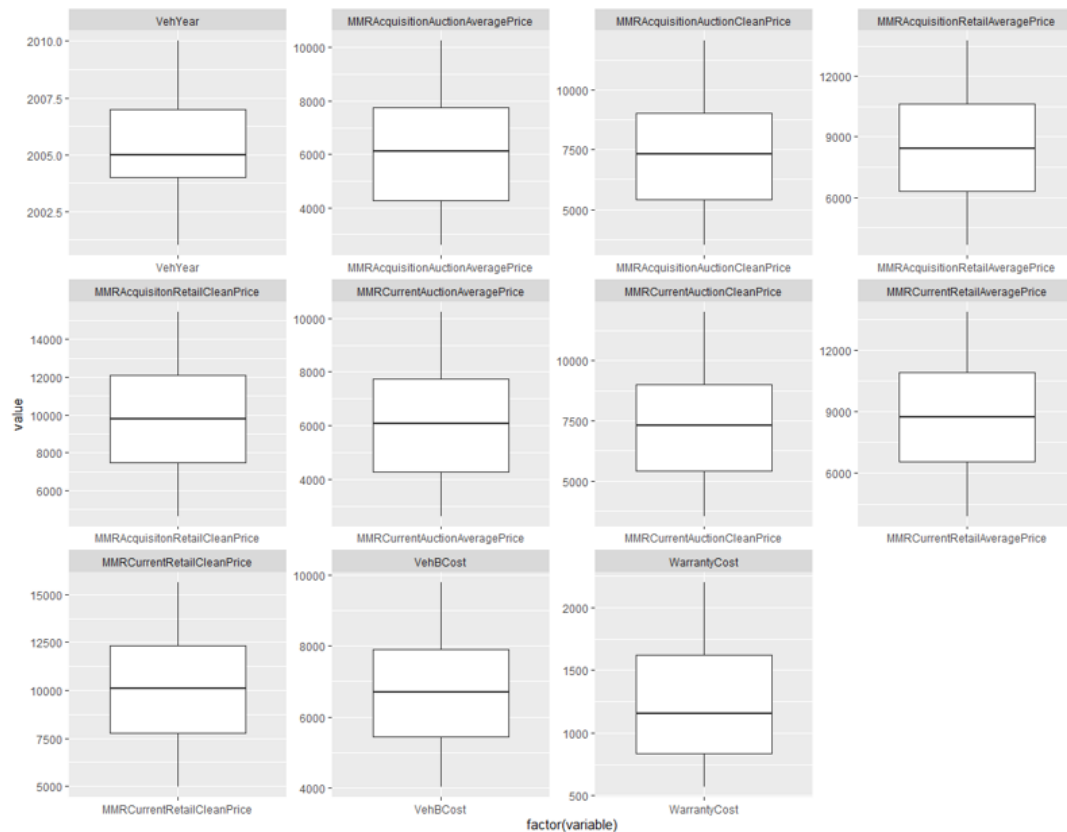 VehYear
MMRAcquisitionAuctionAveragePrice
MMRAcquisitionAuctionCleanPrice
MMRAcquisitionRetailAveragePrice
2010.0
2007.5
2005.0
2002.5
10000
8000
6000
4000
10000
7500
5000
12000
9000
6000
VehYear
MMRAcquisitionAuctionAveragePrice
MMRAcquisitionAuctionCleanPrice
MMRAcquisitionRetailAveragePrice
MMRAcquisitonRetailCleanPrice
MMRCurrentAuctionAveragePrice
MMRCurrentAuctionCleanPrice
MMRCurrentRetailAveragePrice
value
14000
12000
10000
8000
6000
10000
8000
6000
4000
10000
7500
5000
12000
9000
6000
MMRAcquisitonRetailCleanPrice
MMRCurrentAuctionAveragePrice
MMRCurrentAuctionCleanPrice
MMRCurrentRetailAveragePrice
MMRCurrentRetailCleanPrice
VehBCost
WarrantyCost
15000
12500
10000
7500
5000
10000
8000
6000
4000
2000
1500
1000
500
MMRCurrentRetailCleanPrice
VehBCost
WarrantyCost
factor(variable)